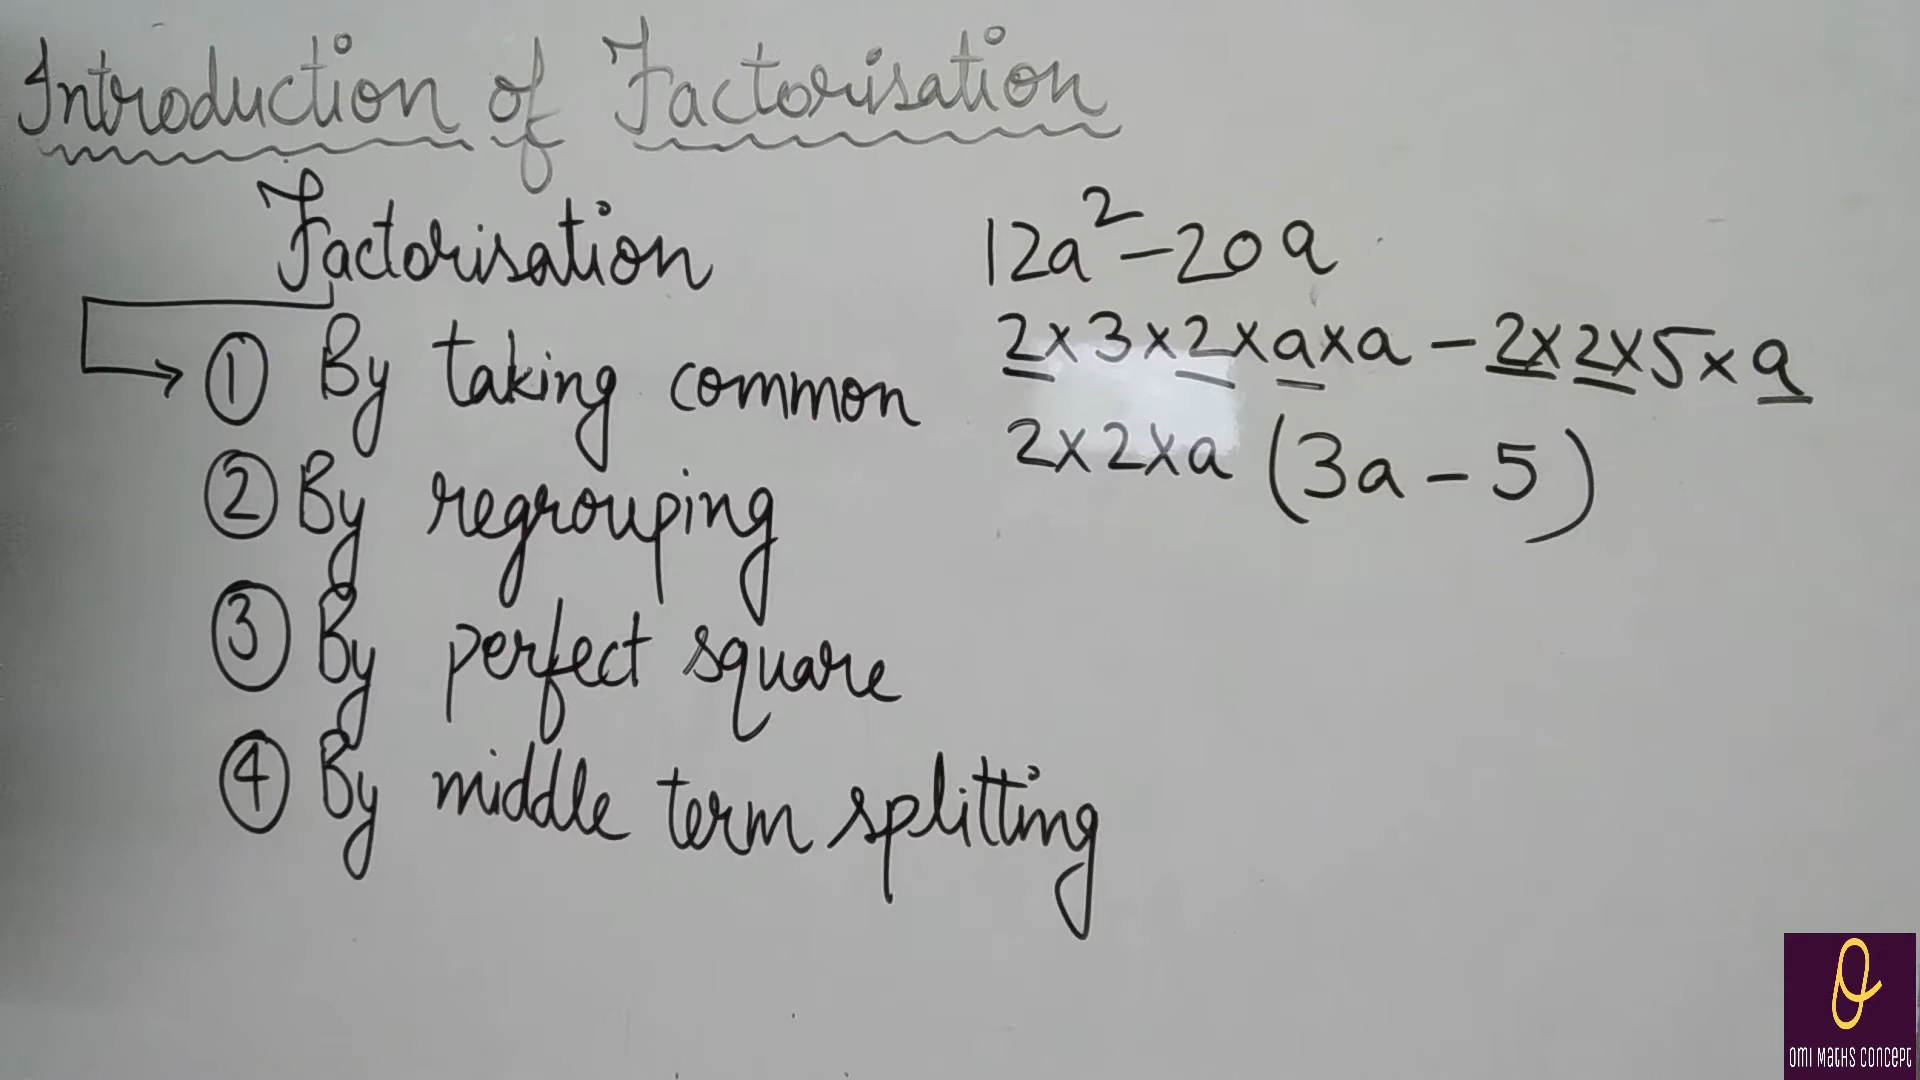 Introduction of Factorisation
Factorisation
① By taking common
② By regrouping
③ By perfect square
④ By middle term splitting
12a² - 20a
2 x 3 x 2 x a x a - 2 x 2 x 5 x a
2 x 2 x a (3a - 5)
OMI MATHS CONCEPT